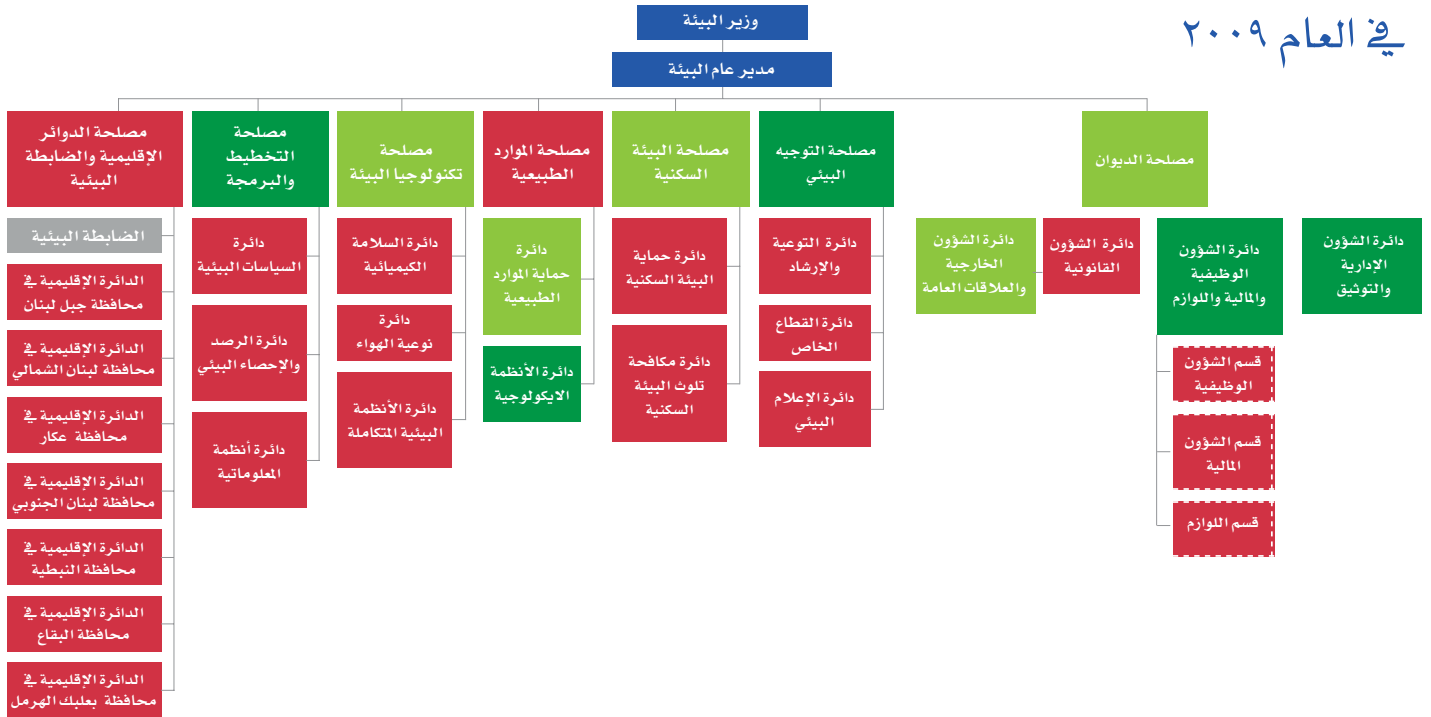 في العام ٢٠٠٩
وزير البيئة
مدير عام البيئة
مصلحة الديوان
دائرة الشؤون
الإدارية
والتوثيق
دائرة الشؤون
الوظيفية
والمالية واللوازم
قسم الشؤون
الوظيفية
قسم الشؤون
المالية
قسم اللوازم
دائرة الشؤون
القانونية
دائرة الشؤون
الخارجية
والعلاقات العامة
مصلحة التوجيه
البيئي
دائرة التوعية
والإرشاد
دائرة القطاع
الخاص
دائرة الإعلام
البيئي
مصلحة البيئة
السكنية
دائرة حماية
البيئة السكنية
دائرة مكافحة
تلوث البيئة
السكنية
مصلحة الموارد
الطبيعية
دائرة
حماية الموارد
الطبيعية
دائرة الأنظمة
الايكولوجية
مصلحة
تكنولوجيا البيئة
دائرة السلامة
الكيميائية
دائرة
نوعية الهواء
دائرة الأنظمة
البيئية المتكاملة
مصلحة
التخطيط
والبرمجة
دائرة
السياسات البيئية
دائرة الرصد
والإحصاء البيئي
دائرة أنظمة
المعلوماتية
مصلحة الدوائر
الإقليمية والضابطة
البيئية
الضابطة البيئية
الدائرة الإقليمية في
محافظة جبل لبنان
الدائرة الإقليمية في
محافظة لبنان الشمالي
الدائرة الإقليمية في
محافظة عكار
الدائرة الإقليمية في
محافظة لبنان الجنوبي
الدائرة الإقليمية في
محافظة النبطية
الدائرة الإقليمية في
محافظة البقاع
الدائرة الإقليمية في
محافظة بعلبك الهرمل